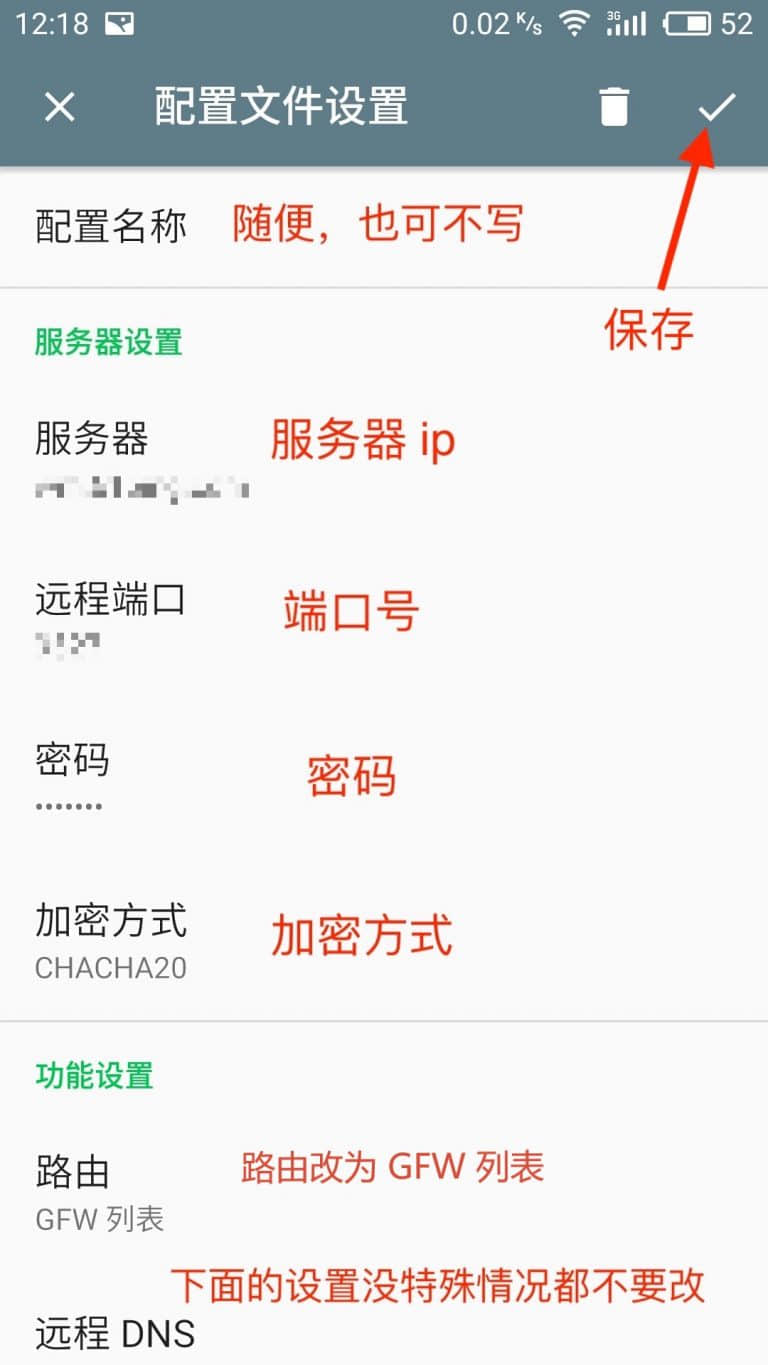 12:18 0.02 K/s 3G 52
配置文件设置
配置名称 随便，也可不写
保存
服务器设置
服务器 服务器 ip
远程端口 端口号
密码 密码
•••••••
加密方式 加密方式
CHACHA20
功能设置
路由 路由改为 GFW 列表
GFW 列表
下面的设置没特殊情况都不要改
远程 DNS